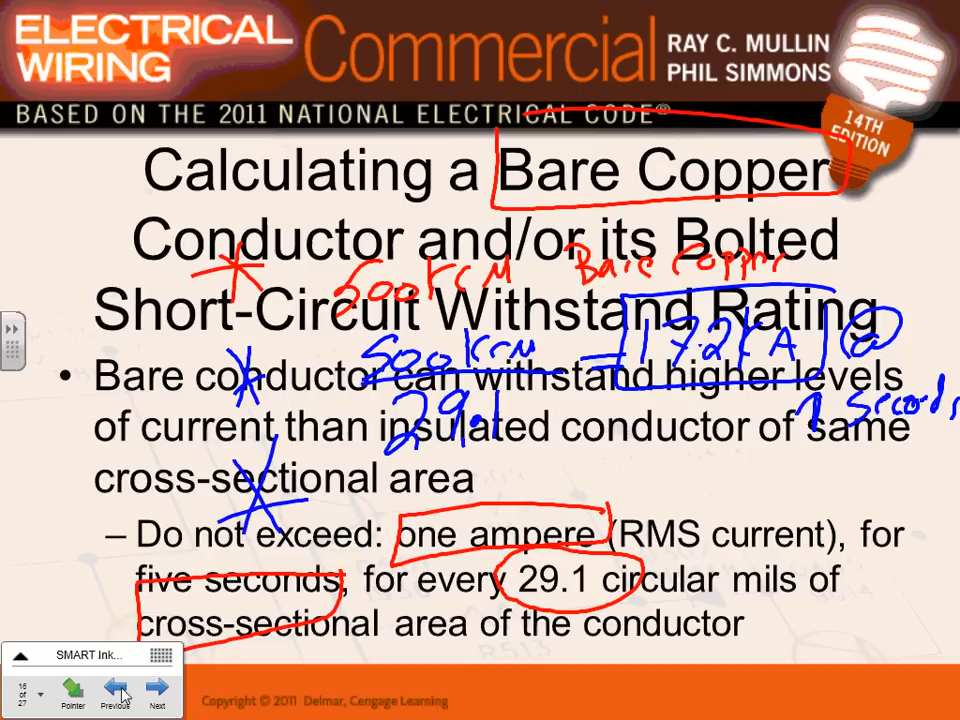 ELECTRICAL
WIRING
Commercial
RAY C. MULLIN
PHIL SIMMONS
BASED ON THE 2011 NATIONAL ELECTRICAL CODE®
14TH
EDITION
Calculating a Bare Copper
Conductor and/or its Bolted
Short-Circuit Withstand Rating
500KCM Bare Copper
500KCM = 17.2KA @
29.1
Seconds
• Bare conductor can withstand higher levels
of current than insulated conductor of same
cross-sectional area
– Do not exceed: one ampere (RMS current), for
five seconds, for every 29.1 circular mils of
cross-sectional area of the conductor
SMART Ink...
16
of
27
Pointer
Previous
Next
Copyright © 2011 Delmar, Cengage Learning